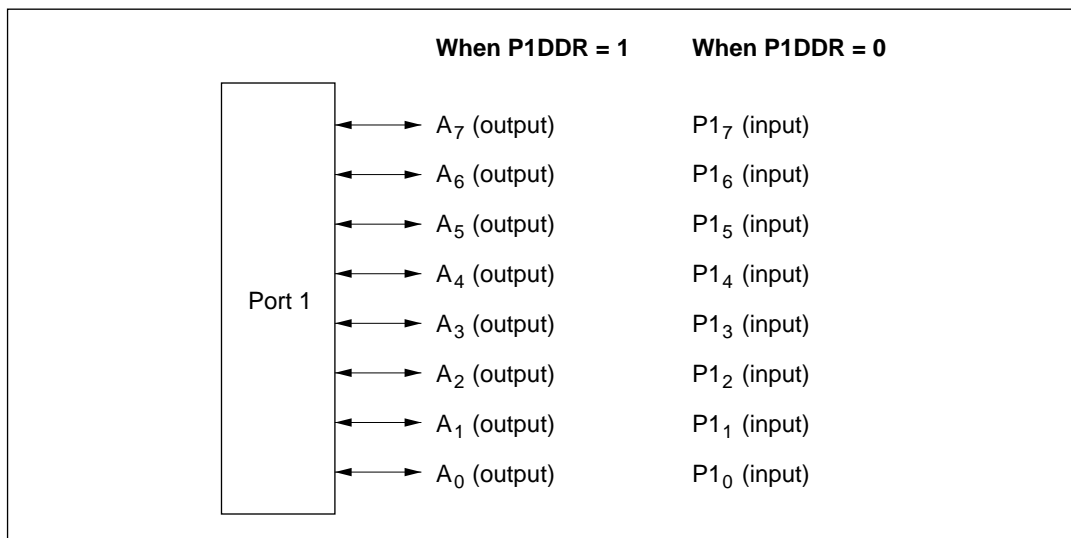 When P1DDR = 1 When P1DDR = 0
A₇ (output) P1₇ (input)
A₆ (output) P1₆ (input)
A₅ (output) P1₅ (input)
A₄ (output) P1₄ (input)
Port 1
A₃ (output) P1₃ (input)
A₂ (output) P1₂ (input)
A₁ (output) P1₁ (input)
A₀ (output) P1₀ (input)